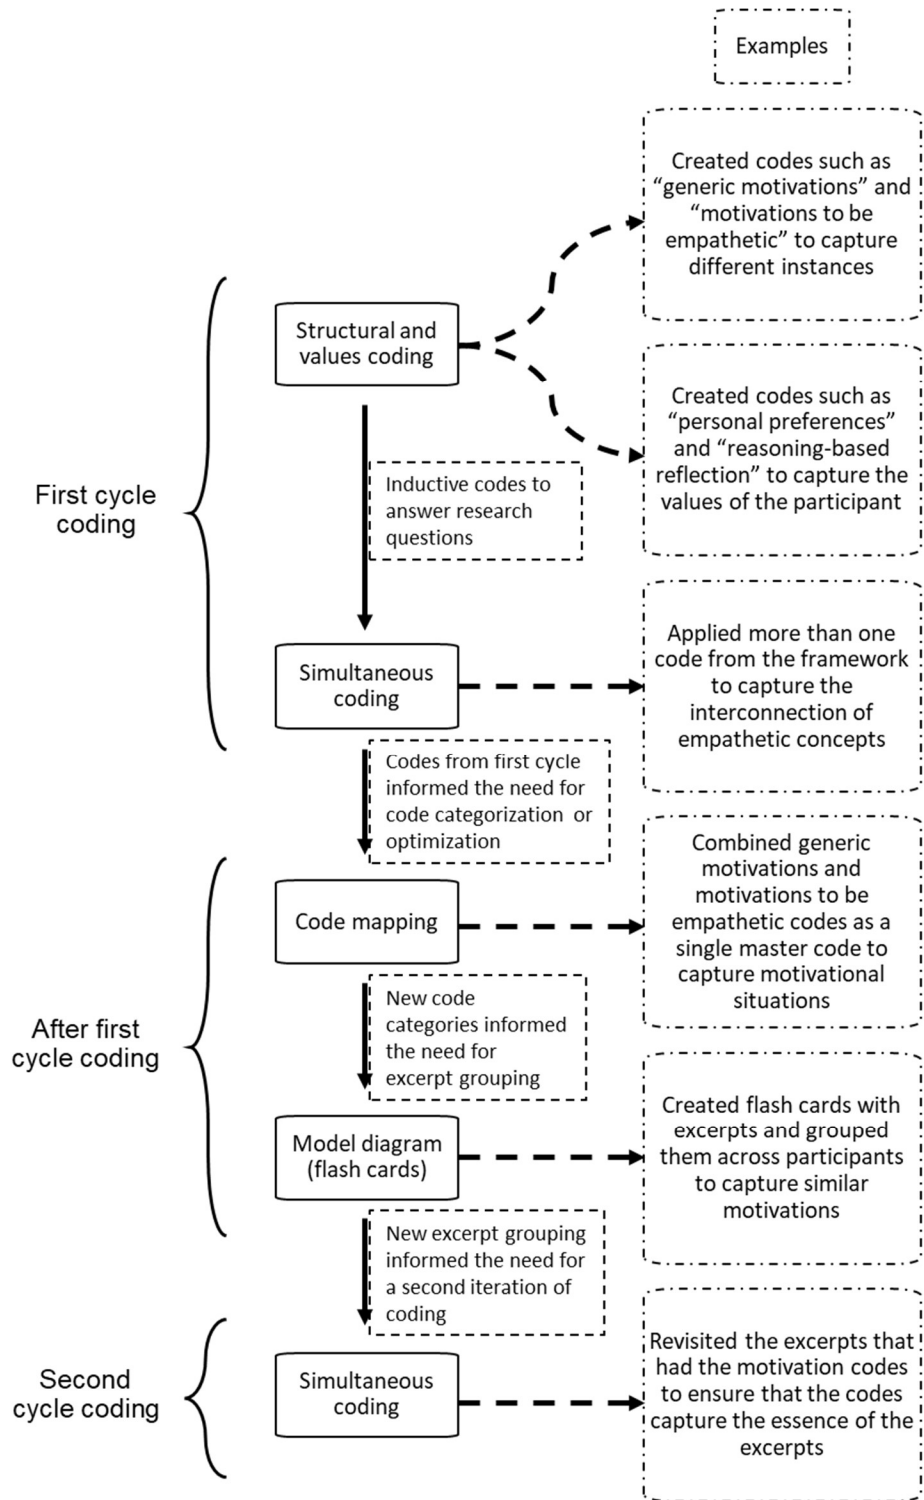 Examples
Created codes such as
“generic motivations” and
“motivations to be
empathetic” to capture
different instances
Structural and
values coding
Created codes such as
“personal preferences”
and “reasoning-based
reflection” to capture the
values of the participant
First cycle
coding
Inductive codes to
answer research
questions
Simultaneous
coding
Applied more than one
code from the framework
to capture the
interconnection of
empathetic concepts
Codes from first cycle
informed the need for
code categorization or
optimization
Code mapping
Combined generic
motivations and
motivations to be
empathetic codes as a
single master code to
capture motivational
situations
After first
cycle coding
New code
categories informed
the need for
excerpt grouping
Model diagram
(flash cards)
Created flash cards with
excerpts and grouped
them across participants
to capture similar
motivations
New excerpt grouping
informed the need for
a second iteration of
coding
Second
cycle coding
Simultaneous
coding
Revisited the excerpts that
had the motivation codes
to ensure that the codes
capture the essence of the
excerpts